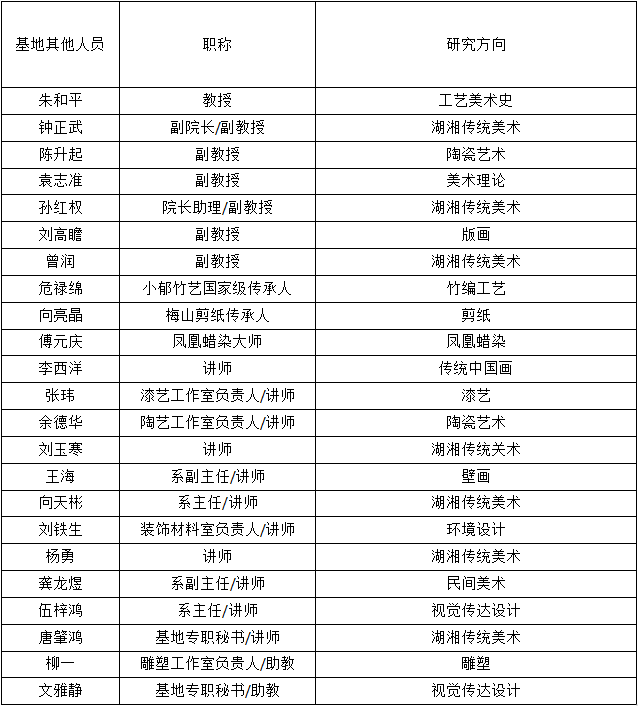 基地其他人员 职称 研究方向
朱和平 教授 工艺美术史
钟正武 副院长/副教授 湖湘传统美术
陈升起 副教授 陶瓷艺术
袁志准 副教授 美术理论
孙红权 院长助理/副教授 湖湘传统美术
刘高瞻 副教授 版画
曾润 副教授 湖湘传统美术
危禄绵 小郁竹艺国家级传承人 竹编工艺
向亮晶 梅山剪纸传承人 剪纸
傅元庆 凤凰蜡染大师 凤凰蜡染
李西洋 讲师 传统中国画
张玮 漆艺工作室负责人/讲师 漆艺
余德华 陶艺工作室负责人/讲师 陶瓷艺术
刘玉寒 讲师 湖湘传统关术
王海 系副主任/讲师 壁画
向天彬 系主任/讲师 湖湘传统美术
刘铁生 装饰材料室负责人/讲师 环境设计
杨勇 讲师 湖湘传统美术
龚龙煜 系副主任/讲师 民间美术
伍梓鸿 系主任/讲师 视觉传达设计
唐肇鸿 基地专职秘书/讲师 湖湘传统美术
柳一 雕塑工作室负责人/助教 雕塑
文雅静 基地专职秘书/助教 视觉传达设计